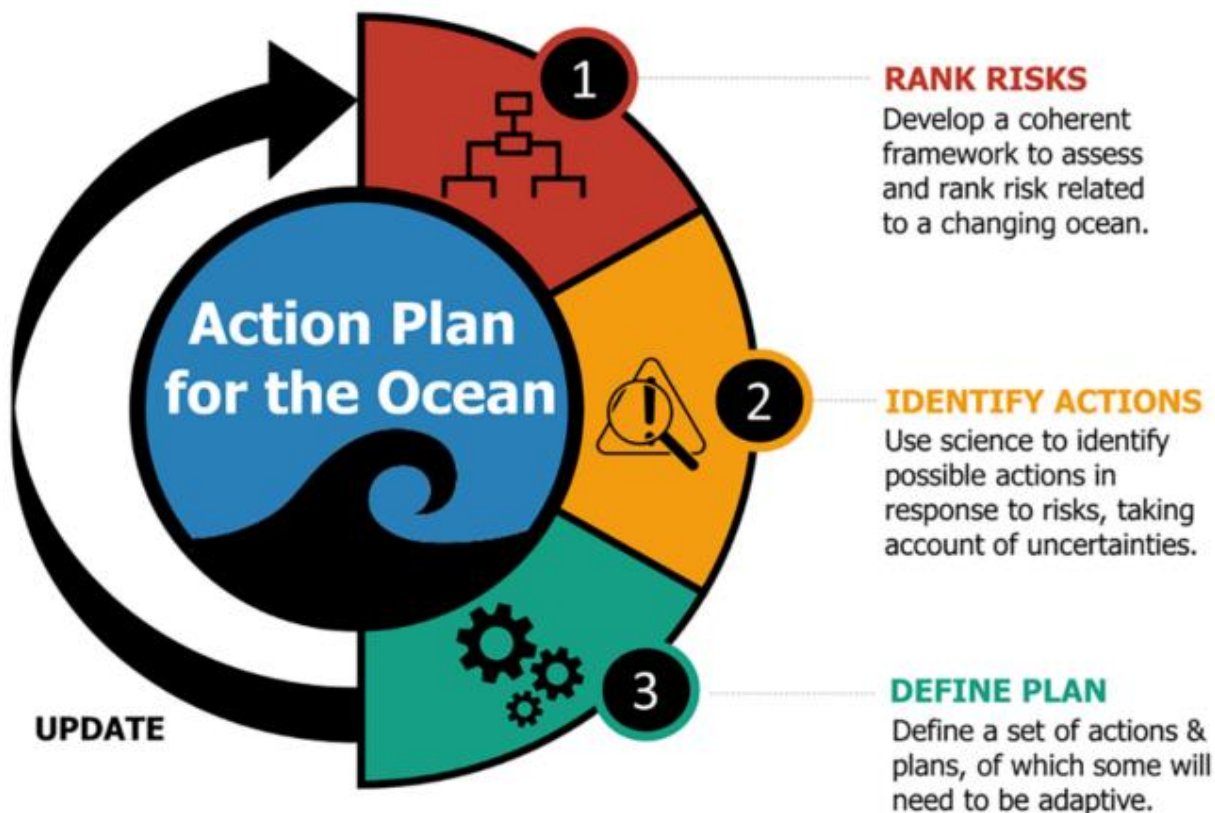 Action Plan
for the Ocean
UPDATE
1
RANK RISKS
Develop a coherent
framework to assess
and rank risk related
to a changing ocean.
2
IDENTIFY ACTIONS
Use science to identify
possible actions in
response to risks, taking
account of uncertainties.
3
DEFINE PLAN
Define a set of actions &
plans, of which some will
need to be adaptive.